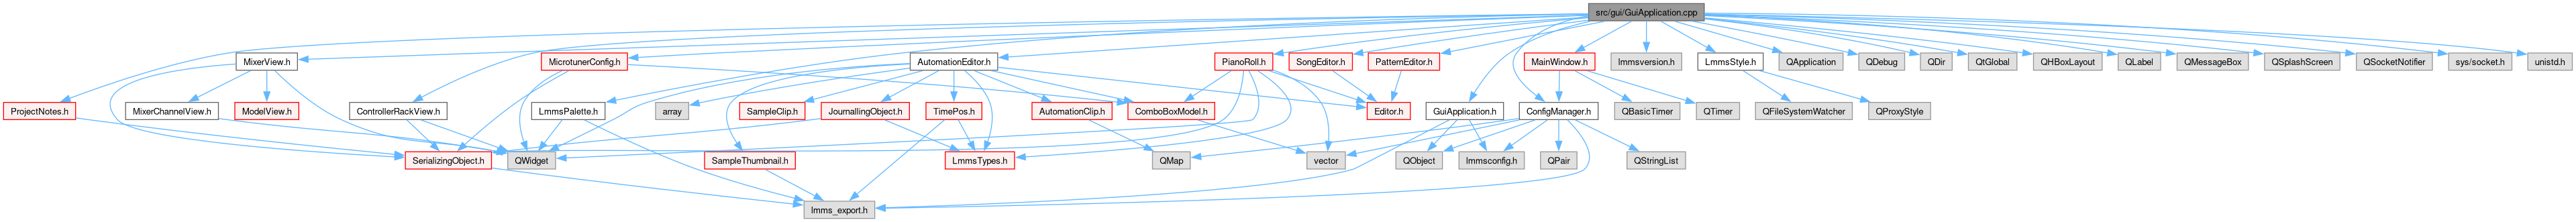 src/gui/GuiApplication.cpp
MixerView.h
MicrotunerConfig.h
AutomationEditor.h
PianoRoll.h
SongEditor.h
PatternEditor.h
MainWindow.h
lmmsversion.h
LmmsStyle.h
QApplication
QDebug
QDir
QtGlobal
QHBoxLayout
QLabel
QMessageBox
QSplashScreen
QSocketNotifier
sys/socket.h
unistd.h
ProjectNotes.h
MixerChannelView.h
ModelView.h
ControllerRackView.h
LmmsPalette.h
array
SampleClip.h
JournallingObject.h
TimePos.h
AutomationClip.h
ComboBoxModel.h
Editor.h
GuiApplication.h
ConfigManager.h
QBasicTimer
QTimer
QFileSystemWatcher
QProxyStyle
SerializingObject.h
QWidget
SampleThumbnail.h
LmmsTypes.h
QMap
vector
QObject
lmmsconfig.h
QPair
QStringList
lmms_export.h